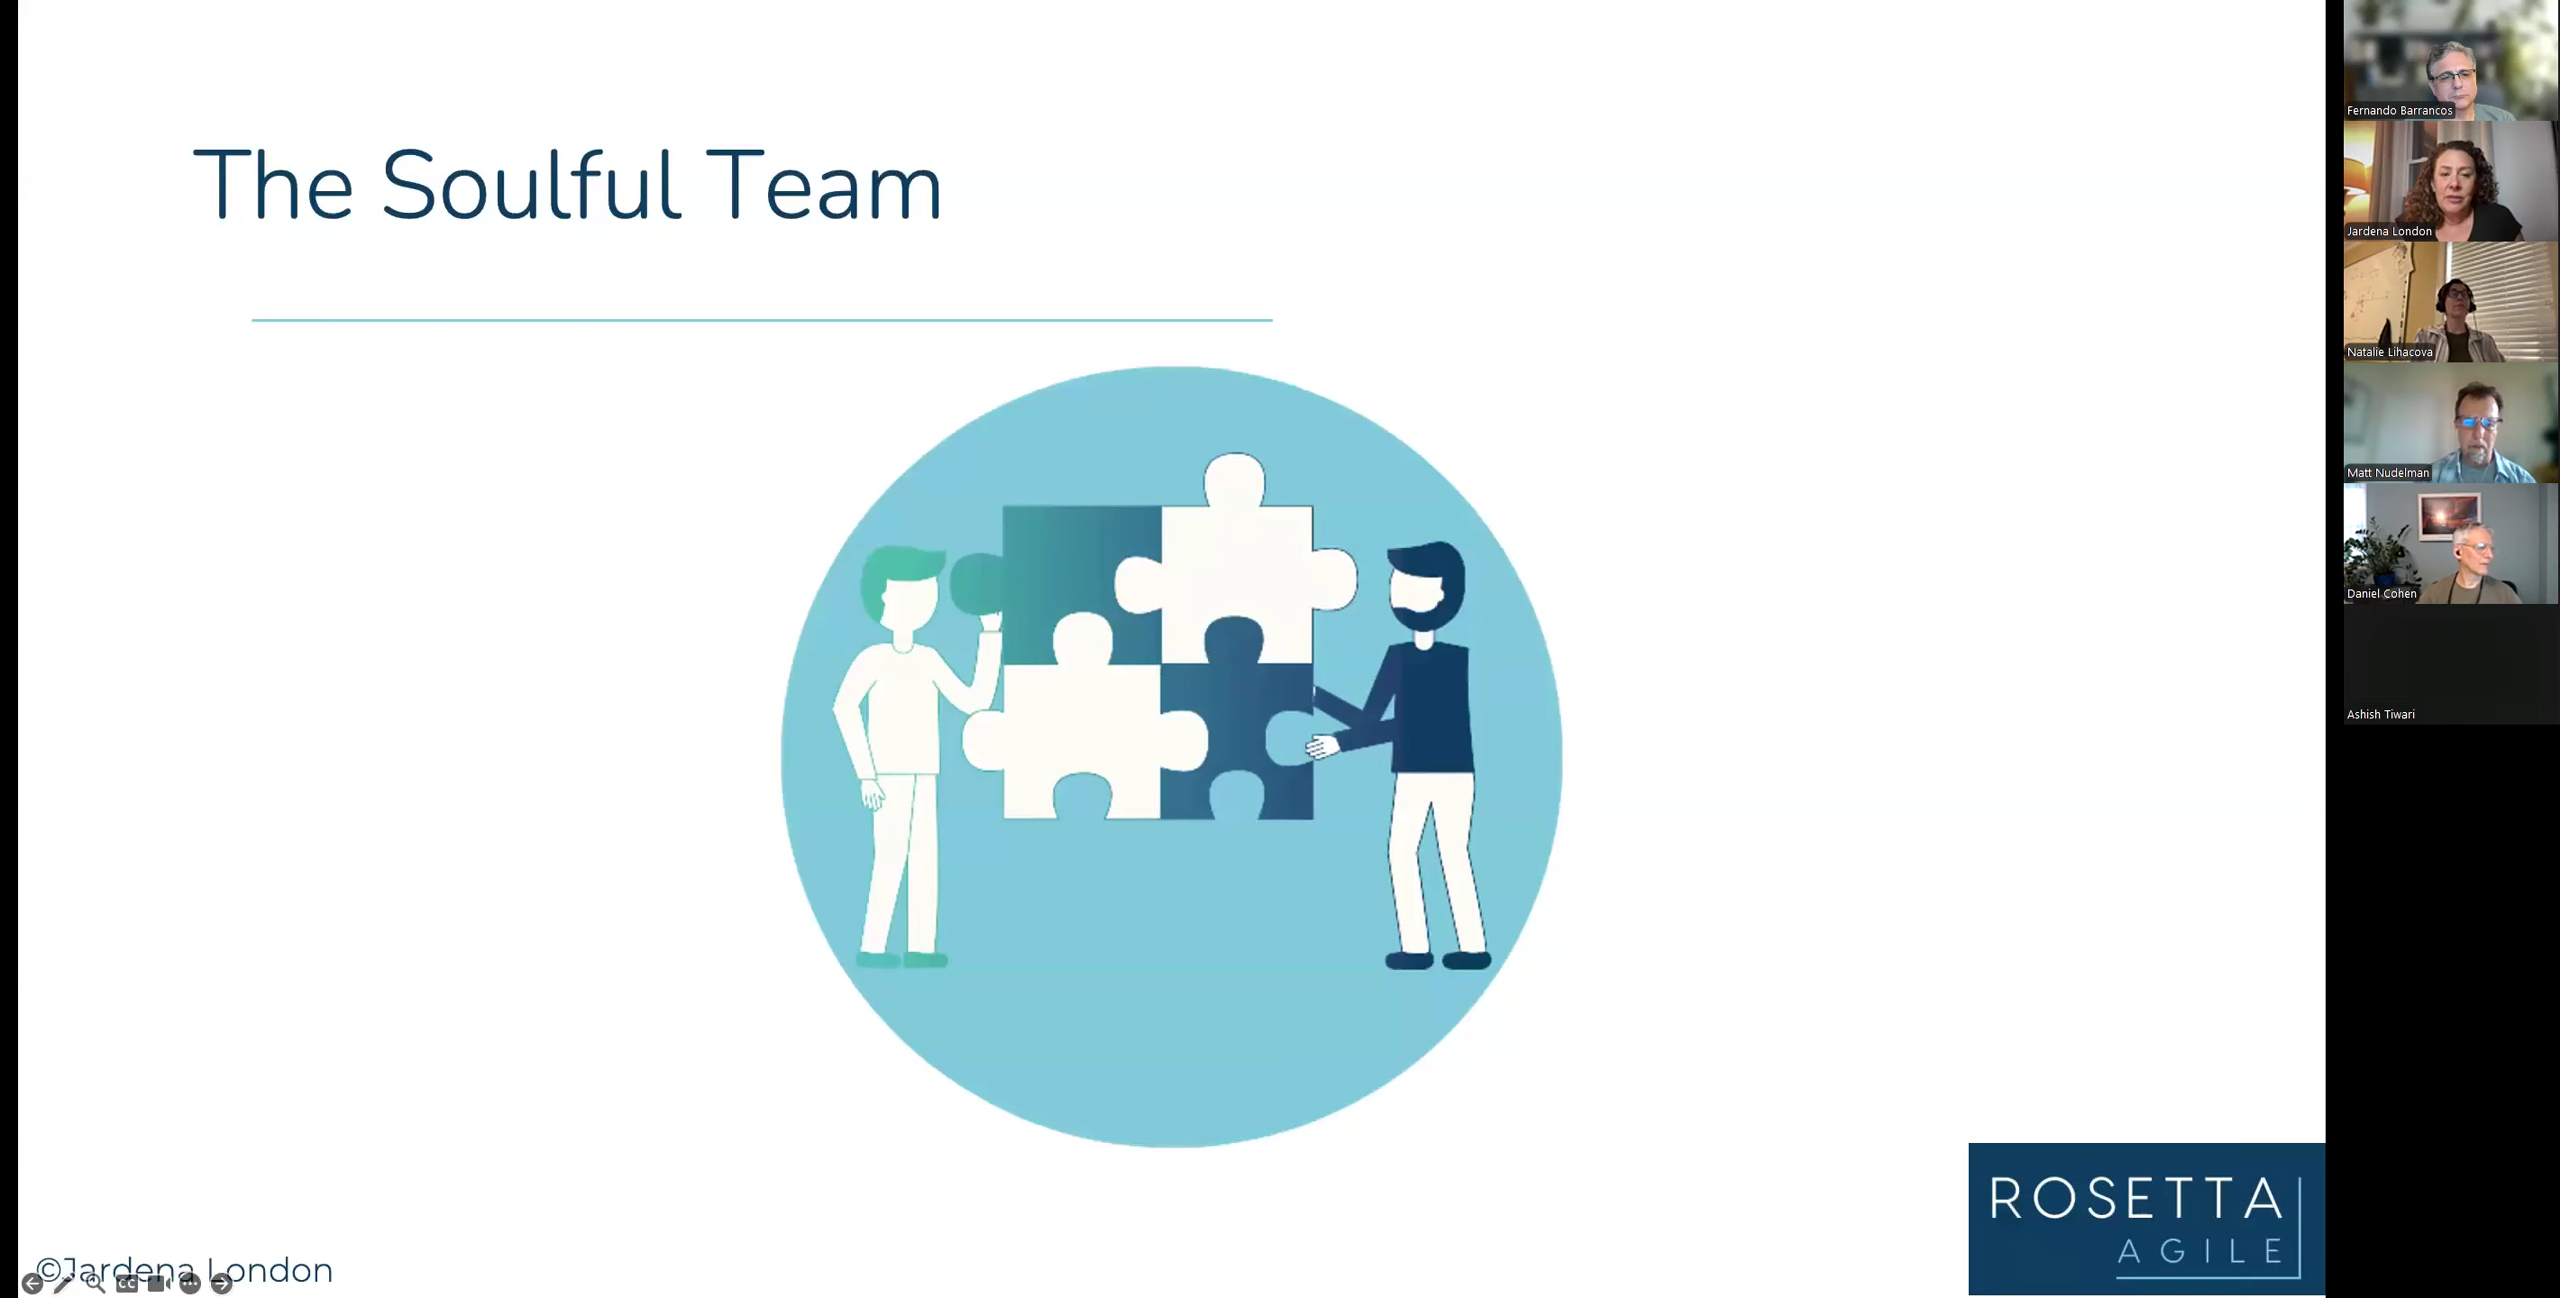 The Soulful Team
©Jardena London
CC
ROSETTA
AGILE
Fernando Barrancos
Jardena London
Natalie Lihacova
Matt Nudelman
Daniel Cohen
Ashish Tiwari